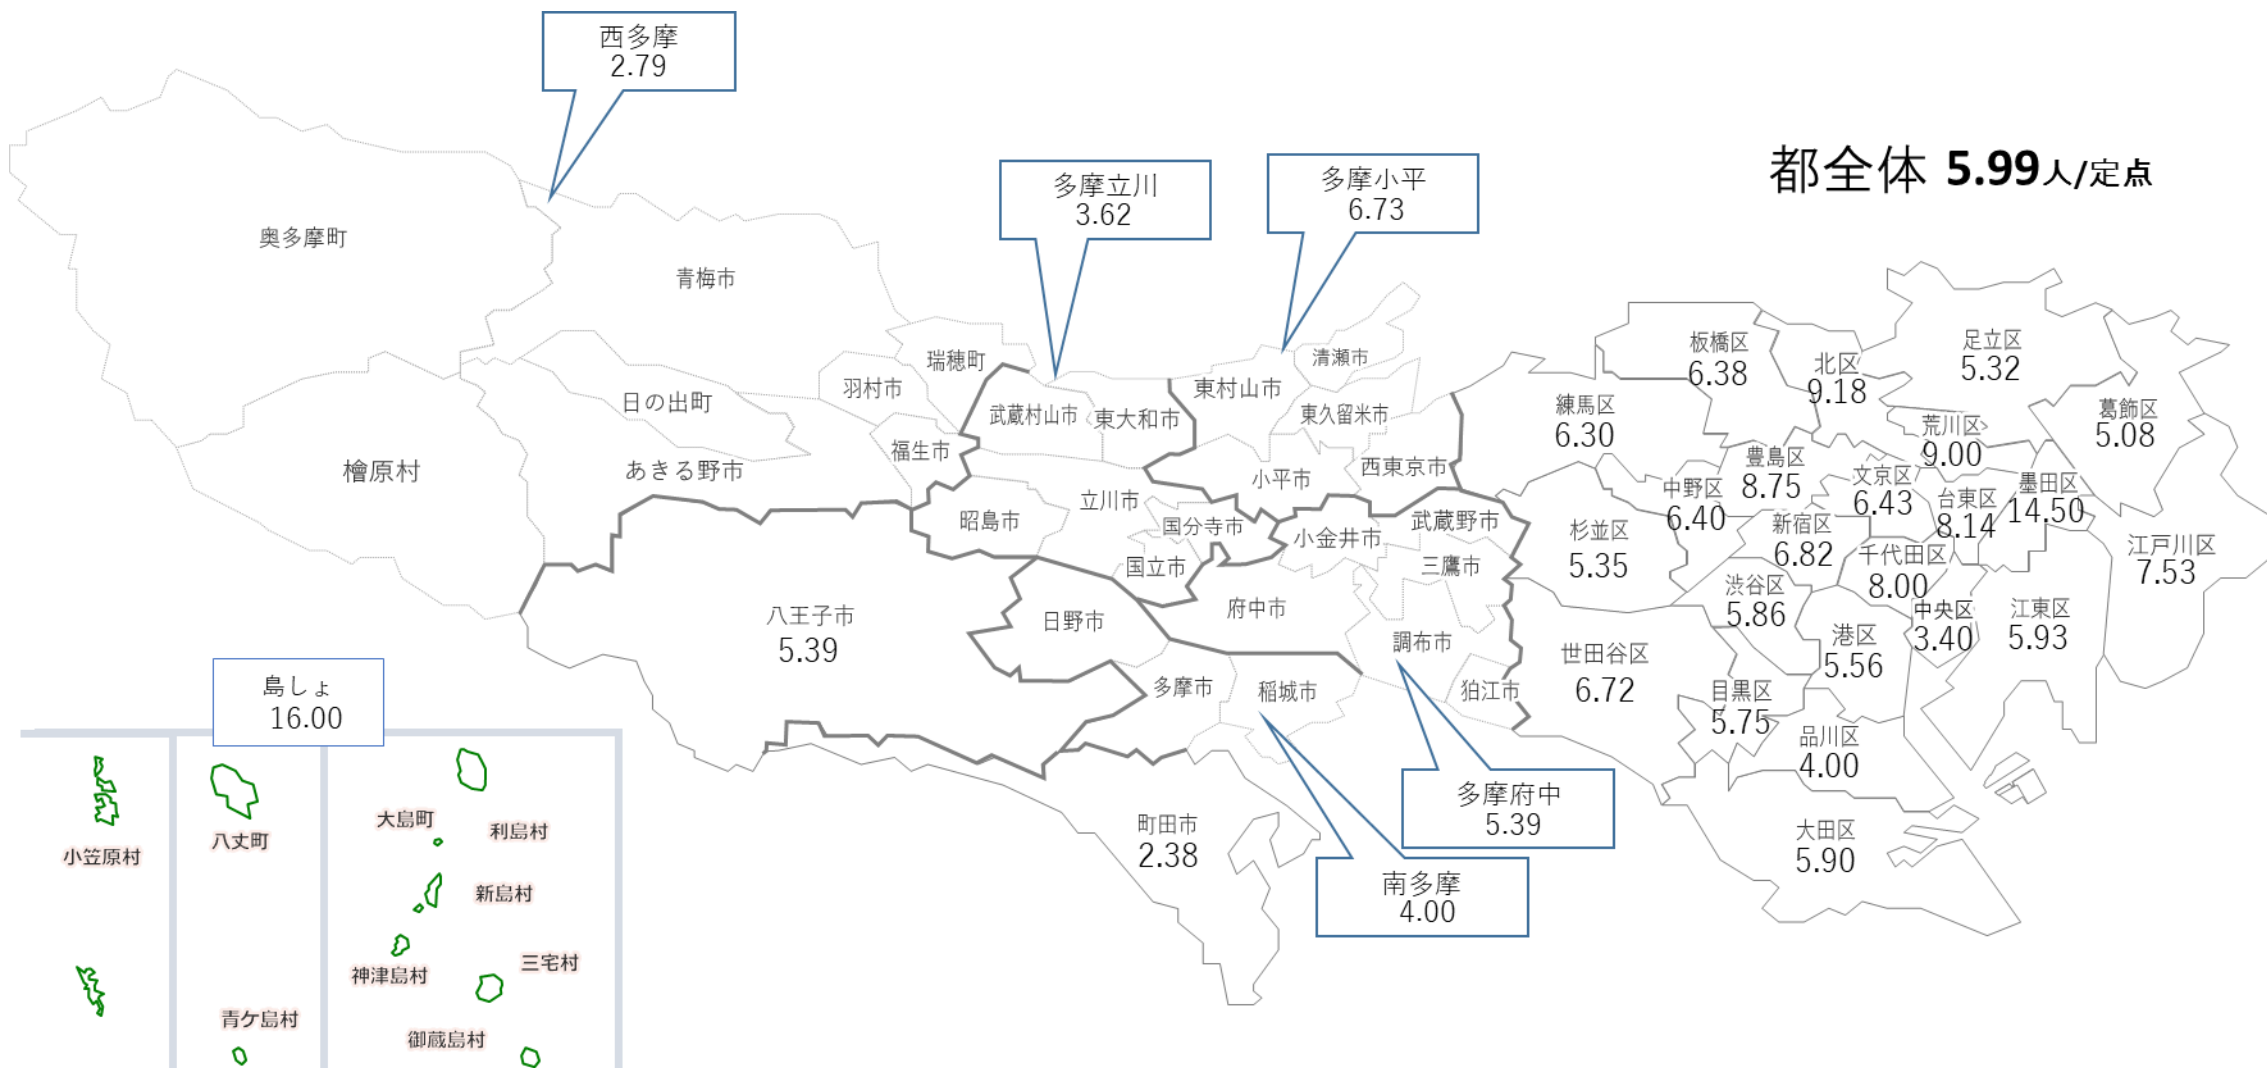 西多摩
2.79
多摩立川
3.62
多摩小平
6.73
都全体 5.99人/定点
奥多摩町
青梅市
瑞穂町
羽村市
日の出町
福生市
あきる野市
檜原村
武蔵村山市
東大和市
東村山市
清瀬市
東久留米市
小平市
西東京市
立川市
昭島市
国分寺市
国立市
小金井市
武蔵野市
三鷹市
府中市
調布市
狛江市
八王子市
5.39
日野市
多摩市
稲城市
町田市
2.38
多摩府中
5.39
南多摩
4.00
板橋区
6.38
北区
9.18
足立区
5.32
葛飾区
5.08
練馬区
6.30
荒川区
9.00
豊島区
8.75
文京区
6.43
台東区
8.14
墨田区
14.50
中野区
6.40
杉並区
5.35
新宿区
6.82
千代田区
8.00
江戸川区
7.53
渋谷区
5.86
中央区
3.40
江東区
5.93
港区
5.56
世田谷区
6.72
目黒区
5.75
品川区
4.00
大田区
5.90
島しょ
16.00
小笠原村
八丈町
青ケ島村
大島町
利島村
新島村
神津島村
三宅村
御蔵島村